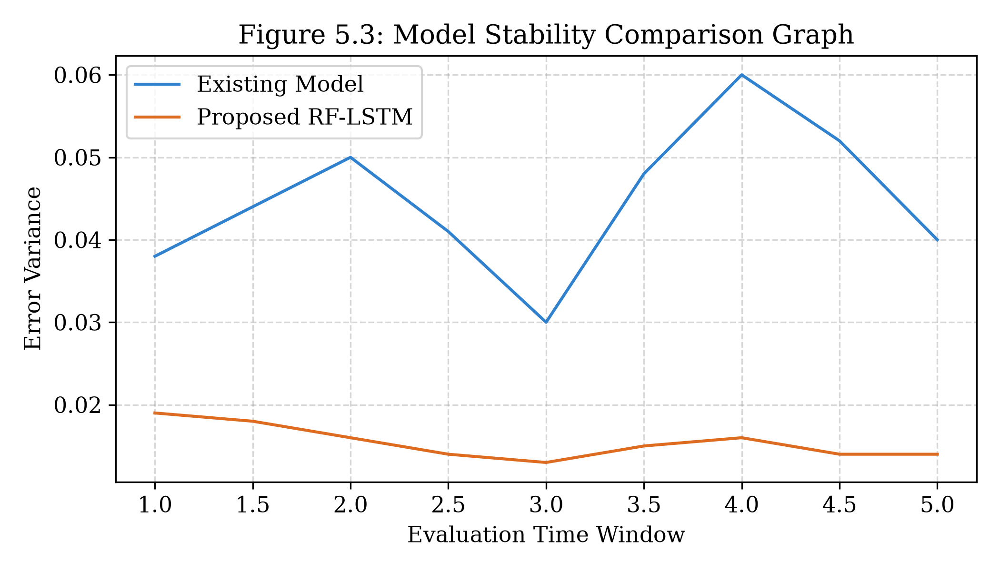 Figure 5.3: Model Stability Comparison Graph
Existing Model
Proposed RF-LSTM
0.06
0.05
0.04
0.03
0.02
Error Variance
1.0 1.5 2.0 2.5 3.0 3.5 4.0 4.5 5.0
Evaluation Time Window